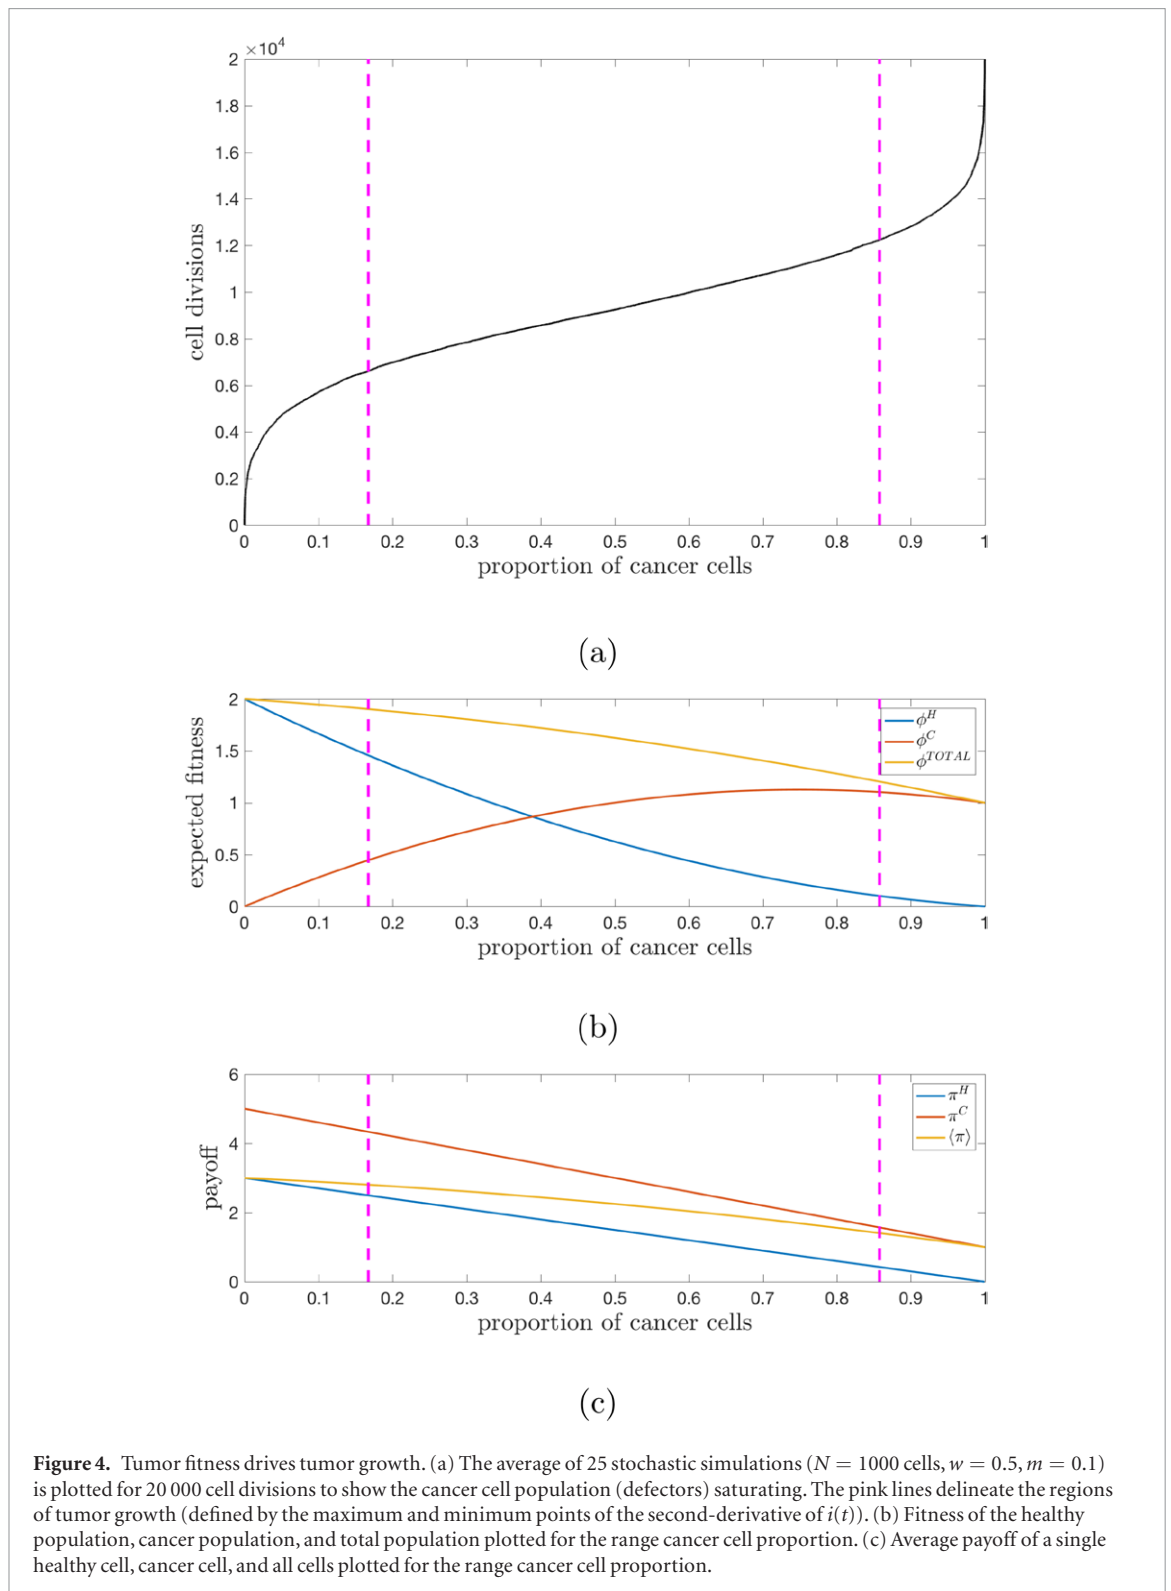 ×10⁴
2
1.8
1.6
1.4
1.2
1
0.8
0.6
0.4
0.2
0
cell divisions
0 0.1 0.2 0.3 0.4 0.5 0.6 0.7 0.8 0.9 1
proportion of cancer cells
(a)
2
1.5
1
0.5
0
expected fitness
ϕ^H
ϕ^C
ϕ^TOTAL
0 0.1 0.2 0.3 0.4 0.5 0.6 0.7 0.8 0.9 1
proportion of cancer cells
(b)
6
4
2
0
payoff
π^H
π^C
⟨π⟩
0 0.1 0.2 0.3 0.4 0.5 0.6 0.7 0.8 0.9 1
proportion of cancer cells
(c)
Figure 4. Tumor fitness drives tumor growth. (a) The average of 25 stochastic simulations (N = 1000 cells, w = 0.5, m = 0.1)
is plotted for 20 000 cell divisions to show the cancer cell population (defectors) saturating. The pink lines delineate the regions
of tumor growth (defined by the maximum and minimum points of the second-derivative of i(t)). (b) Fitness of the healthy
population, cancer population, and total population plotted for the range cancer cell proportion. (c) Average payoff of a single
healthy cell, cancer cell, and all cells plotted for the range cancer cell proportion.